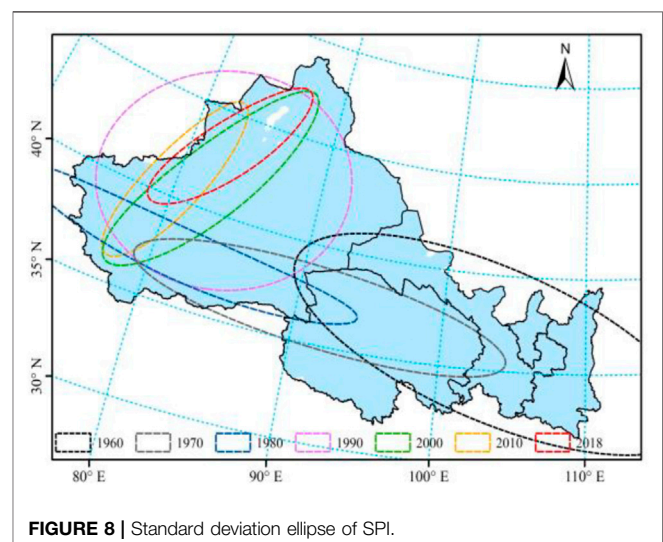 N
40° N
35° N
30° N
1960 1970 1980 1990 2000 2010 2018
80° E 90° E 100° E 110° E
FIGURE 8 | Standard deviation ellipse of SPI.